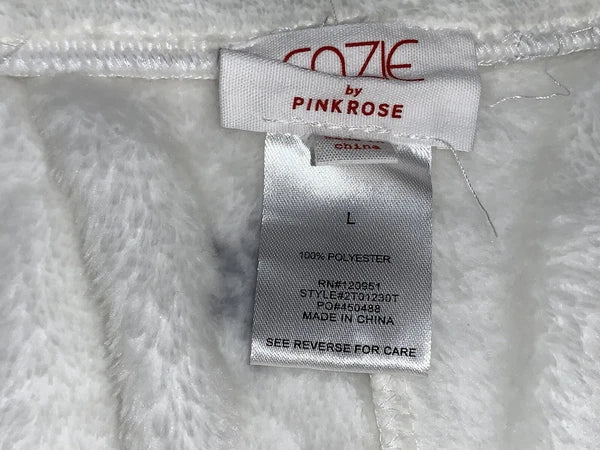 COZIE
by
PINKROSE
china
L
100% POLYESTER
RN#120951
STYLE#2T01230T
PO#450488
MADE IN CHINA
SEE REVERSE FOR CARE